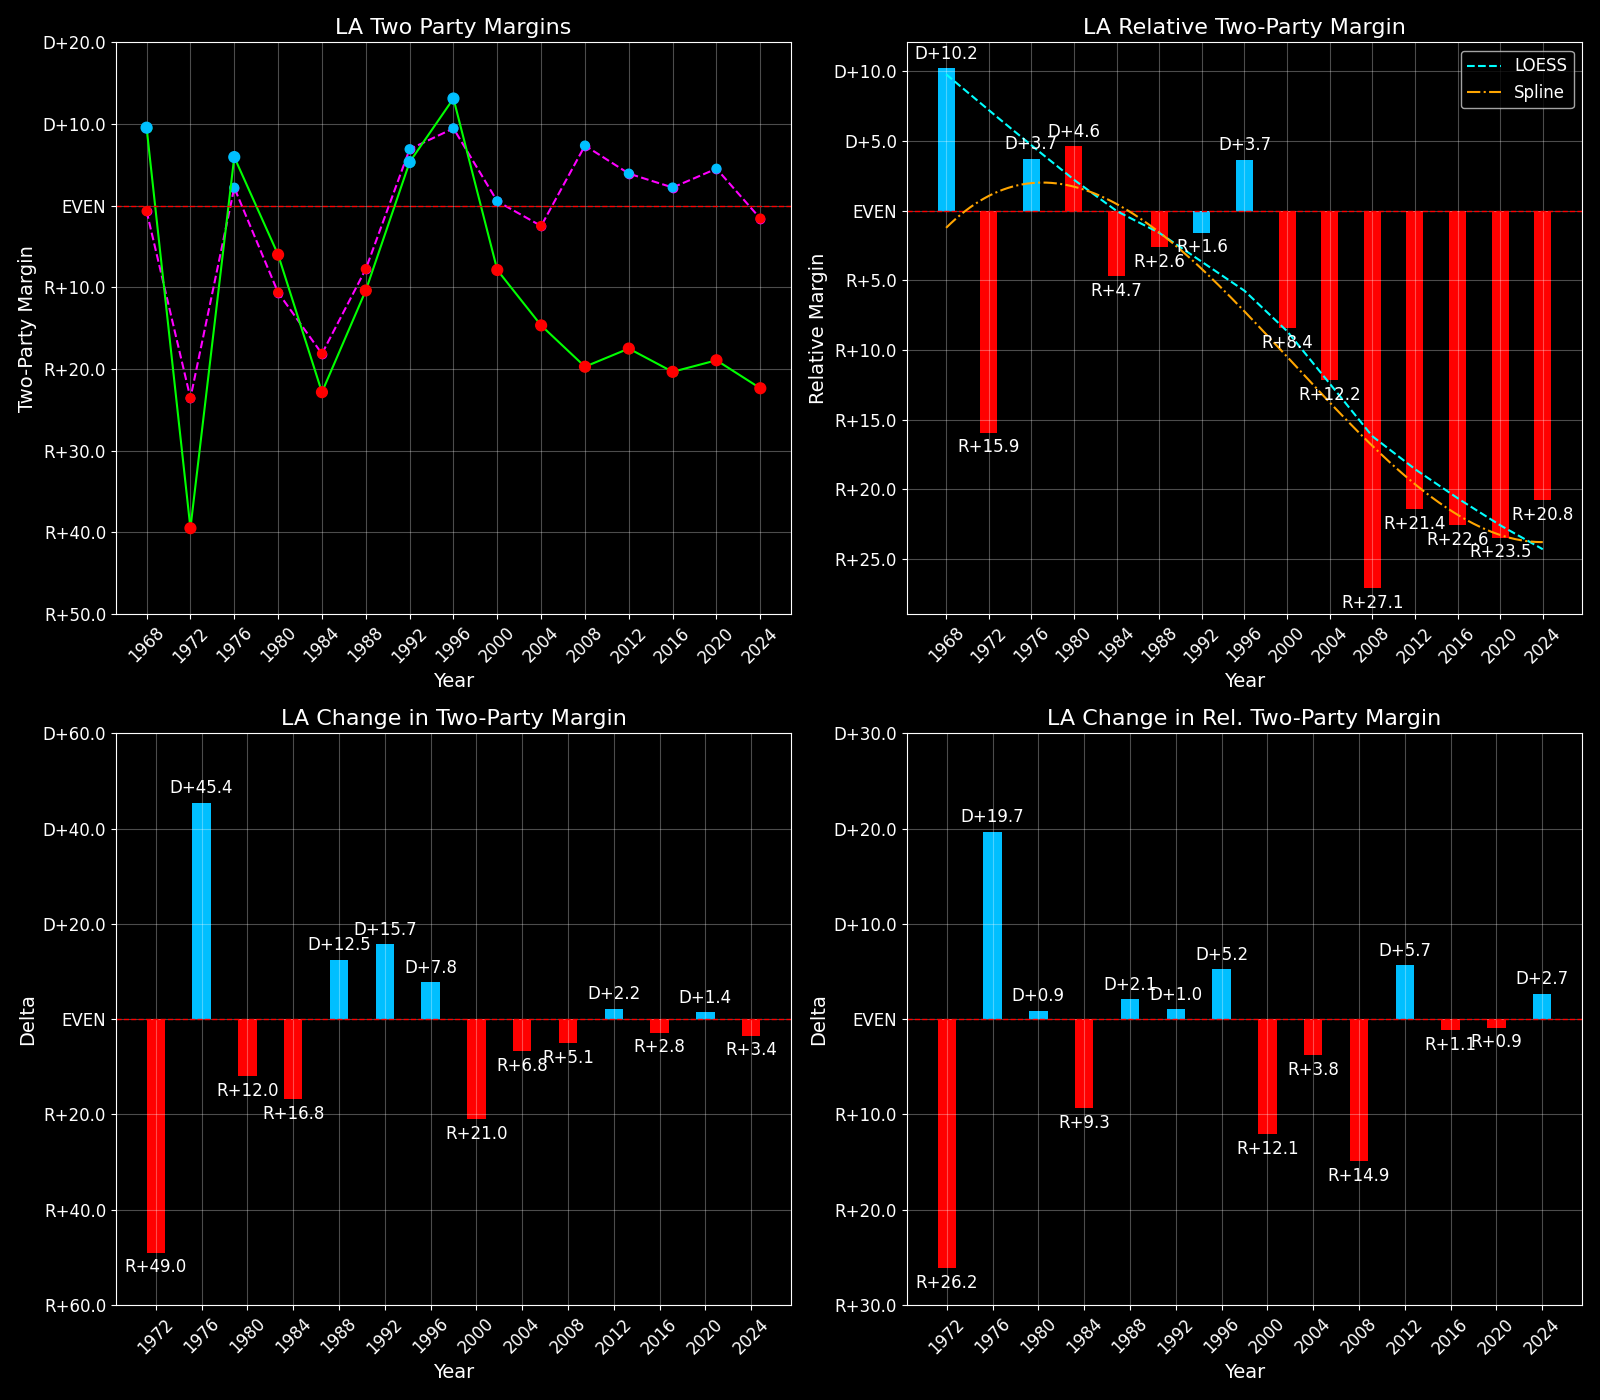 LA Two Party Margins
D+20.0
D+10.0
EVEN
R+10.0
R+20.0
R+30.0
R+40.0
R+50.0
Two-Party Margin
1968
1972
1976
1980
1984
1988
1992
1996
2000
2004
2008
2012
2016
2020
2024
Year
LA Relative Two-Party Margin
D+10.0
D+5.0
EVEN
R+5.0
R+10.0
R+15.0
R+20.0
R+25.0
Relative Margin
LOESS
Spline
D+10.2
R+15.9
D+3.7
D+4.6
R+4.7
R+2.6
R+1.6
D+3.7
R+8.4
R+12.2
R+27.1
R+21.4
R+22.6
R+23.5
R+20.8
1968
1972
1976
1980
1984
1988
1992
1996
2000
2004
2008
2012
2016
2020
2024
Year
LA Change in Two-Party Margin
D+60.0
D+40.0
D+20.0
EVEN
R+20.0
R+40.0
R+60.0
Delta
R+49.0
D+45.4
R+12.0
R+16.8
D+12.5
D+15.7
D+7.8
R+21.0
R+6.8
R+5.1
D+2.2
R+2.8
D+1.4
R+3.4
1972
1976
1980
1984
1988
1992
1996
2000
2004
2008
2012
2016
2020
2024
Year
LA Change in Rel. Two-Party Margin
D+30.0
D+20.0
D+10.0
EVEN
R+10.0
R+20.0
R+30.0
Delta
R+26.2
D+19.7
D+0.9
R+9.3
D+2.1
D+1.0
D+5.2
R+12.1
R+3.8
R+14.9
D+5.7
R+1.1
R+0.9
D+2.7
1972
1976
1980
1984
1988
1992
1996
2000
2004
2008
2012
2016
2020
2024
Year